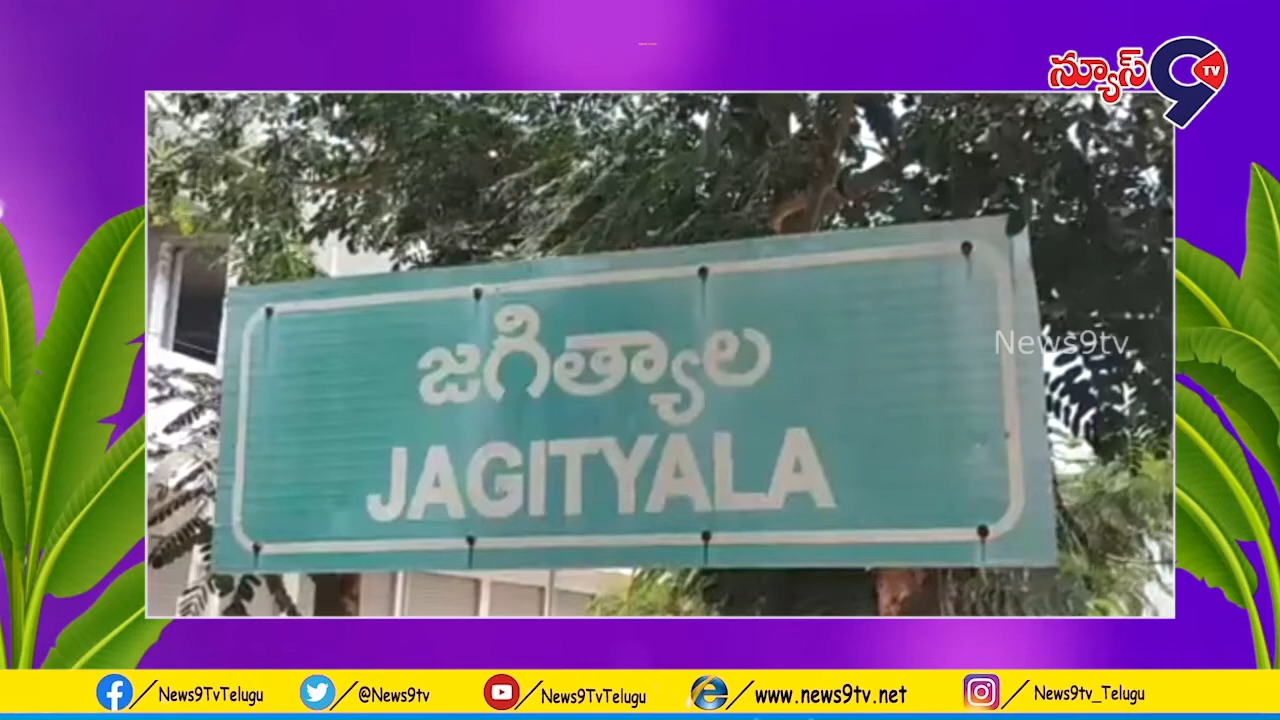 న్యూస్ 9 TV
News9tv
జగిత్యాల
JAGITYALA
/News9TvTelugu /@News9tv /News9TvTelugu /www.news9tv.net /News9tv_Telugu